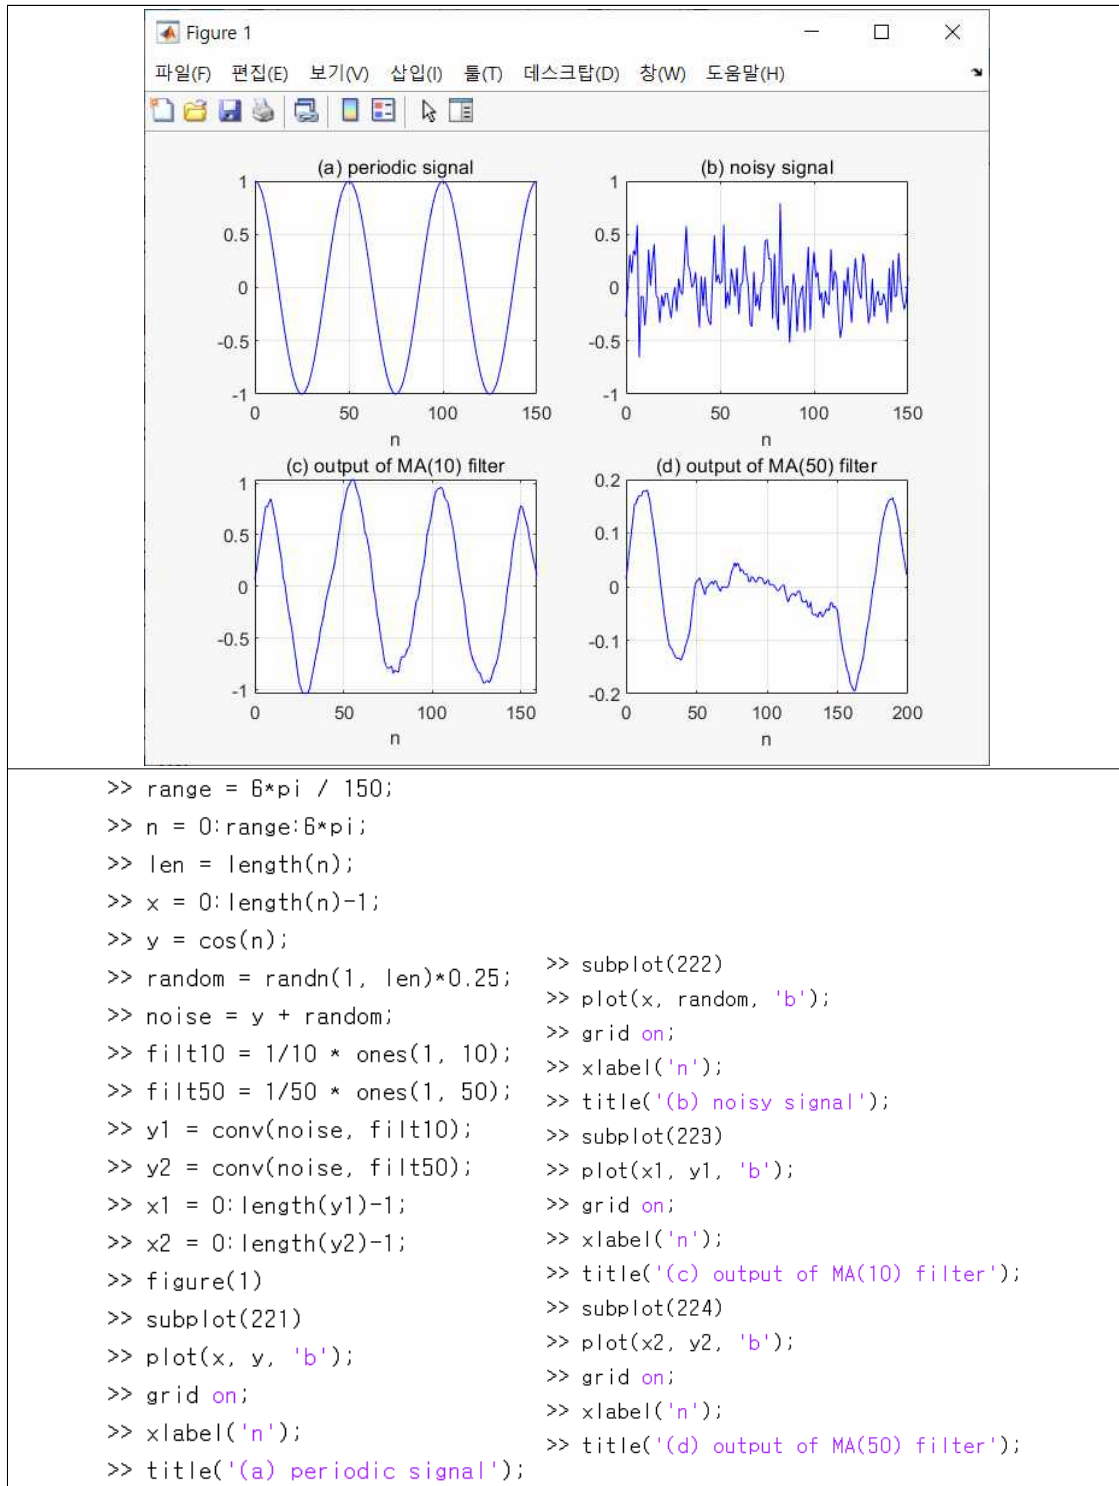 Figure 1
파일(F) 편집(E) 보기(V) 삽입(I) 툴(T) 데스크탑(D) 창(W) 도움말(H)
(a) periodic signal
1
0.5
0
-0.5
-1
0 50 100 150
n
(b) noisy signal
1
0.5
0
-0.5
-1
0 50 100 150
n
(c) output of MA(10) filter
1
0.5
0
-0.5
-1
0 50 100 150
n
(d) output of MA(50) filter
0.2
0.1
0
-0.1
-0.2
0 50 100 150 200
n
>> range = 6*pi / 150;
>> n = 0:range:6*pi;
>> len = length(n);
>> x = 0:length(n)-1;
>> y = cos(n);
>> random = randn(1, len)*0.25;
>> noise = y + random;
>> filt10 = 1/10 * ones(1, 10);
>> filt50 = 1/50 * ones(1, 50);
>> y1 = conv(noise, filt10);
>> y2 = conv(noise, filt50);
>> x1 = 0:length(y1)-1;
>> x2 = 0:length(y2)-1;
>> figure(1)
>> subplot(221)
>> plot(x, y, 'b');
>> grid on;
>> xlabel('n');
>> title('(a) periodic signal');
>> subplot(222)
>> plot(x, random, 'b');
>> grid on;
>> xlabel('n');
>> title('(b) noisy signal');
>> subplot(223)
>> plot(x1, y1, 'b');
>> grid on;
>> xlabel('n');
>> title('(c) output of MA(10) filter');
>> subplot(224)
>> plot(x2, y2, 'b');
>> grid on;
>> xlabel('n');
>> title('(d) output of MA(50) filter');